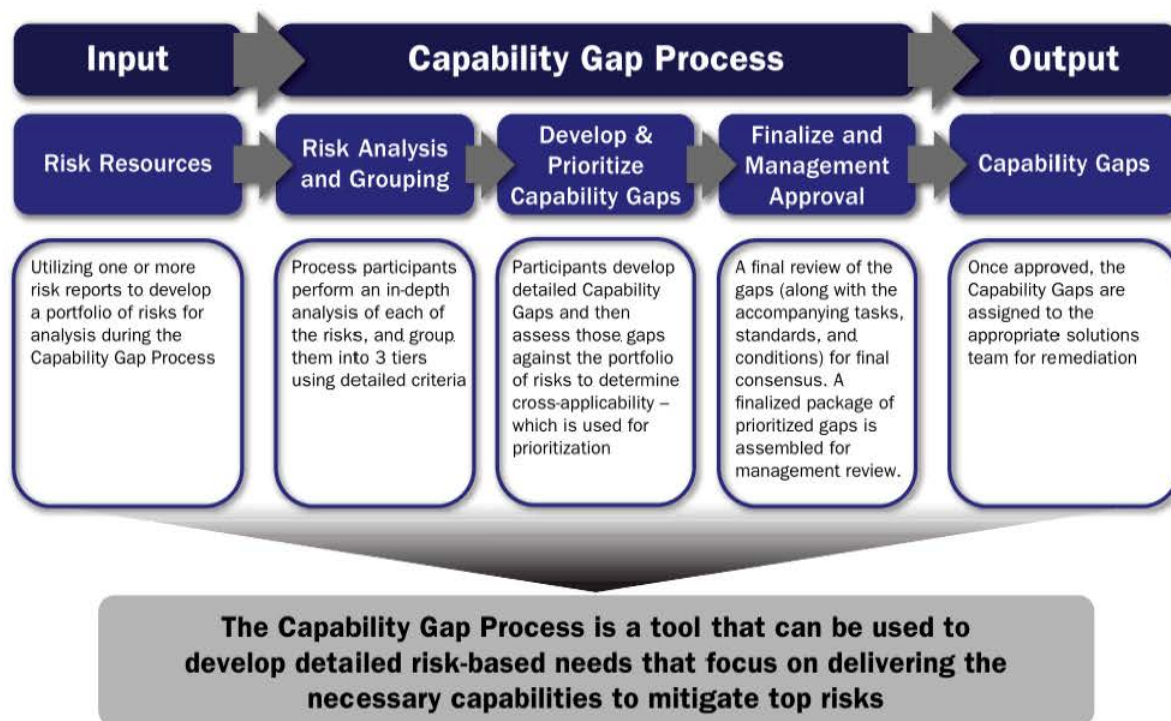 Input
Capability Gap Process
Output
Risk Resources
Risk Analysis
and Grouping
Develop &
Prioritize
Capability Gaps
Finalize and
Management
Approval
Capability Gaps
Utilizing one or more
risk reports to develop
a portfolio of risks for
analysis during the
Capability Gap Process
Process participants
perform an in-depth
analysis of each of
the risks, and group
them into 3 tiers
using detailed criteria
Participants develop
detailed Capability
Gaps and then
assess those gaps
against the portfolio
of risks to determine
cross-applicability –
which is used for
prioritization
A final review of the
gaps (along with the
accompanying tasks,
standards, and
conditions) for final
consensus. A
finalized package of
prioritized gaps is
assembled for
management review.
Once approved, the
Capability Gaps are
assigned to the
appropriate solutions
team for remediation
The Capability Gap Process is a tool that can be used to
develop detailed risk-based needs that focus on delivering the
necessary capabilities to mitigate top risks